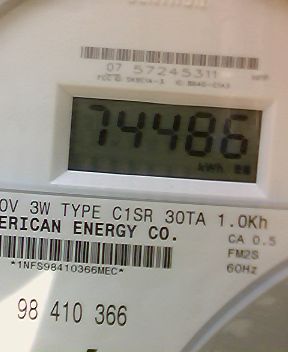 07 57245311
74486
kWh
0V 3W TYPE C1SR 30TA 1.0Kh
ERICAN ENERGY CO.
CA 0.5
*1NFS98410366MEC*
FM2S
60Hz
98 410 366